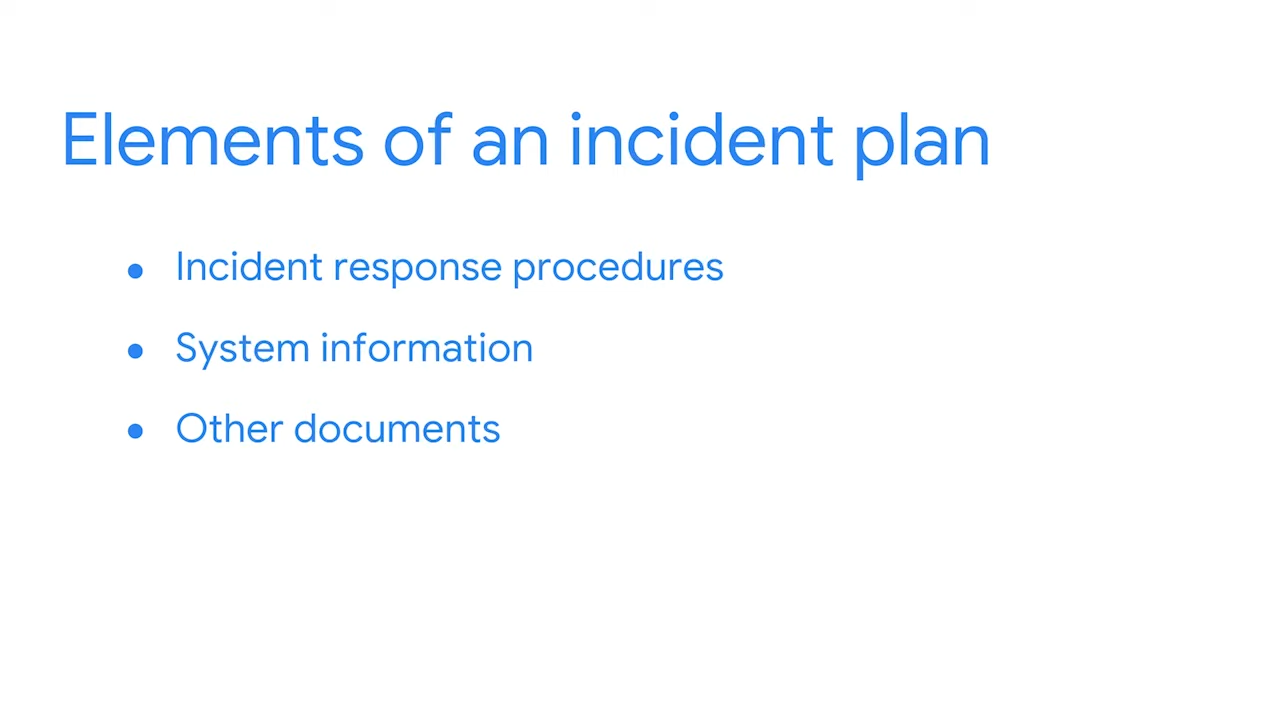 Elements of an incident plan
● Incident response procedures
● System information
● Other documents